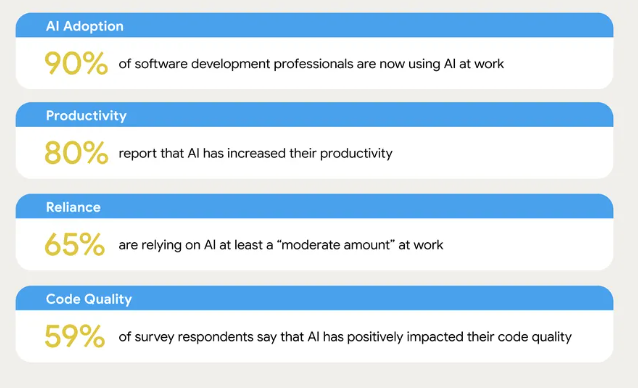 AI Adoption
90% of software development professionals are now using AI at work
Productivity
80% report that AI has increased their productivity
Reliance
65% are relying on AI at least a “moderate amount” at work
Code Quality
59% of survey respondents say that AI has positively impacted their code quality